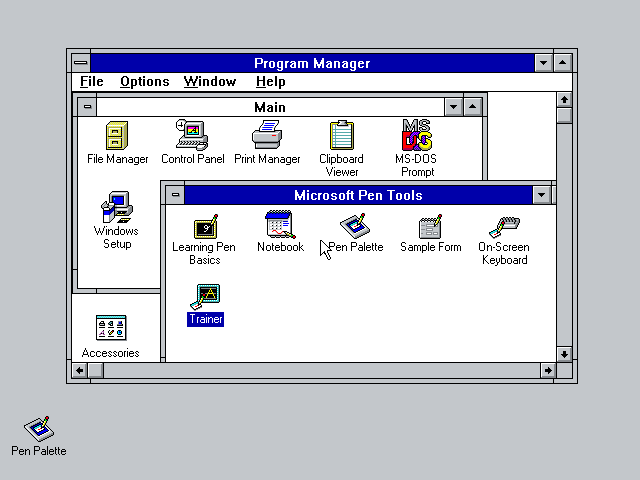 Program Manager
File Options Window Help
Main
File Manager
Control Panel
Print Manager
Clipboard
Viewer
MS-DOS
Prompt
Windows
Setup
Microsoft Pen Tools
Learning Pen
Basics
Notebook
Pen Palette
Sample Form
On-Screen
Keyboard
Trainer
Accessories
Pen Palette